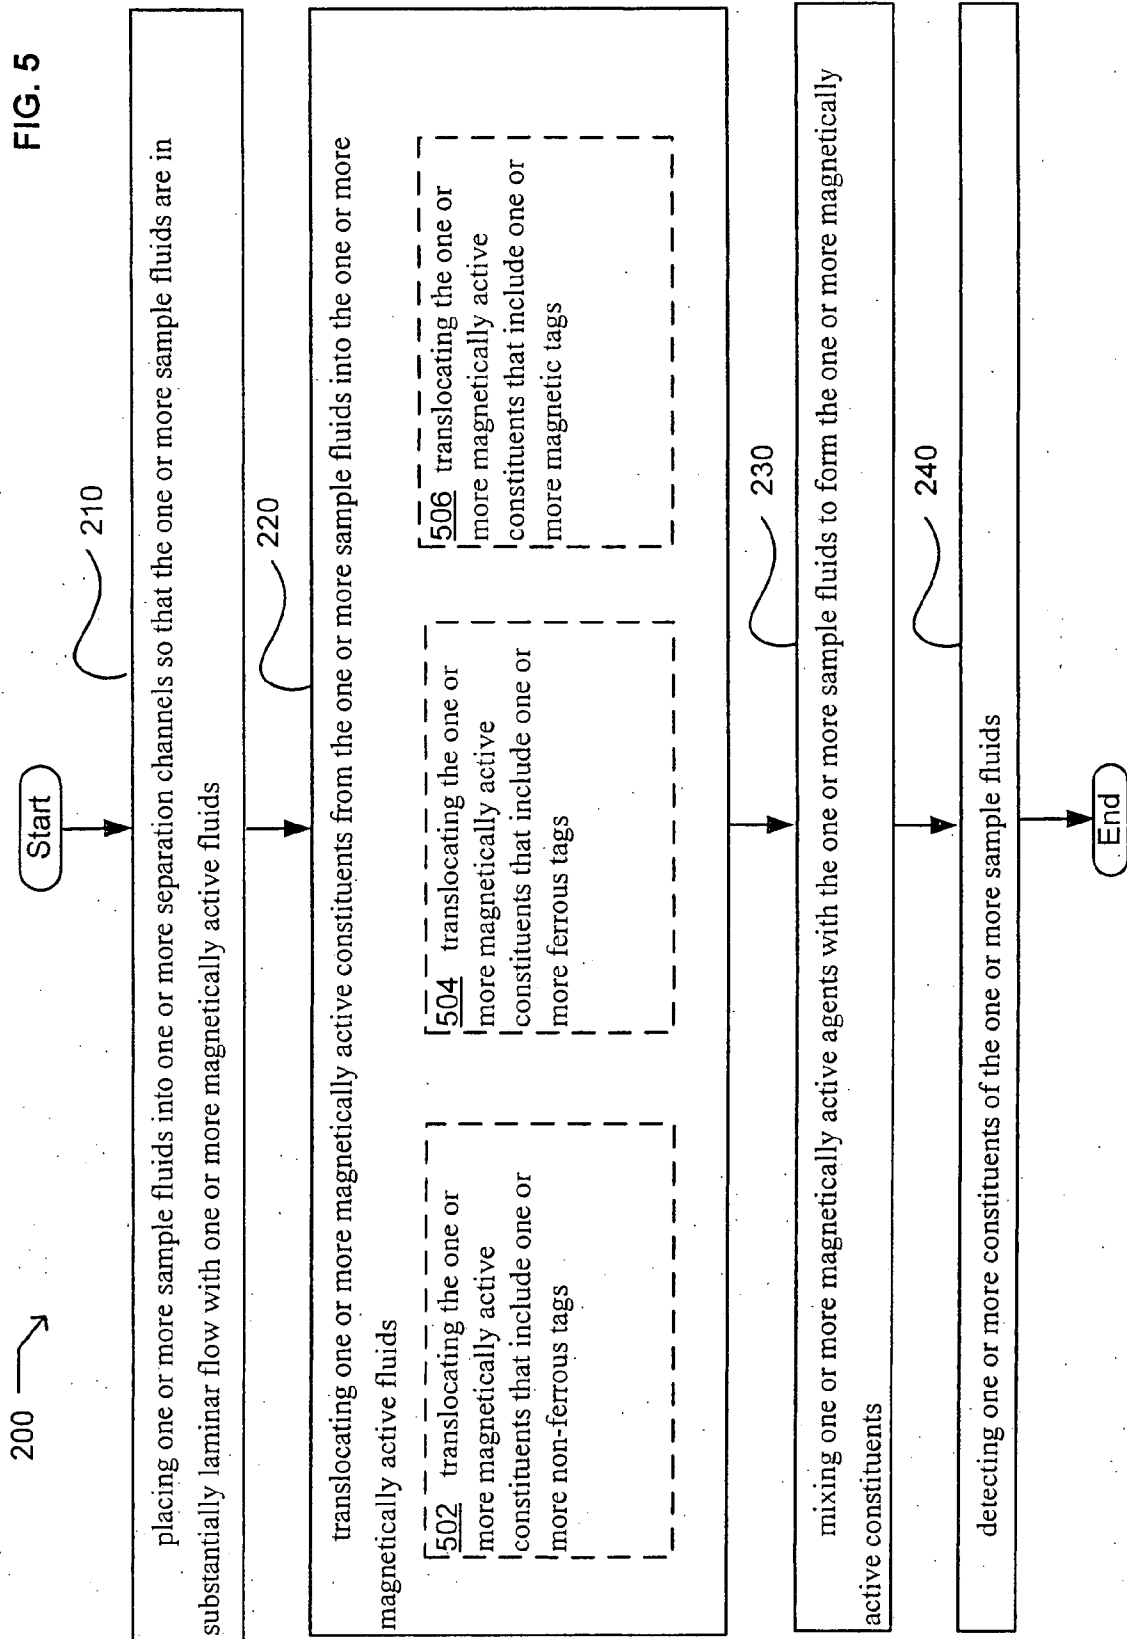 FIG. 5
200
Start
210
placing one or more sample fluids into one or more separation channels so that the one or more sample fluids are in
substantially laminar flow with one or more magnetically active fluids
220
translocating one or more magnetically active constituents from the one or more sample fluids into the one or more
magnetically active fluids
502 translocating the one or
more magnetically active
constituents that include one or
more non-ferrous tags
504 translocating the one or
more magnetically active
constituents that include one or
more ferrous tags
506 translocating the one or
more magnetically active
constituents that include one or
more magnetic tags
230
mixing one or more magnetically active agents with the one or more sample fluids to form the one or more magnetically
active constituents
240
detecting one or more constituents of the one or more sample fluids
End